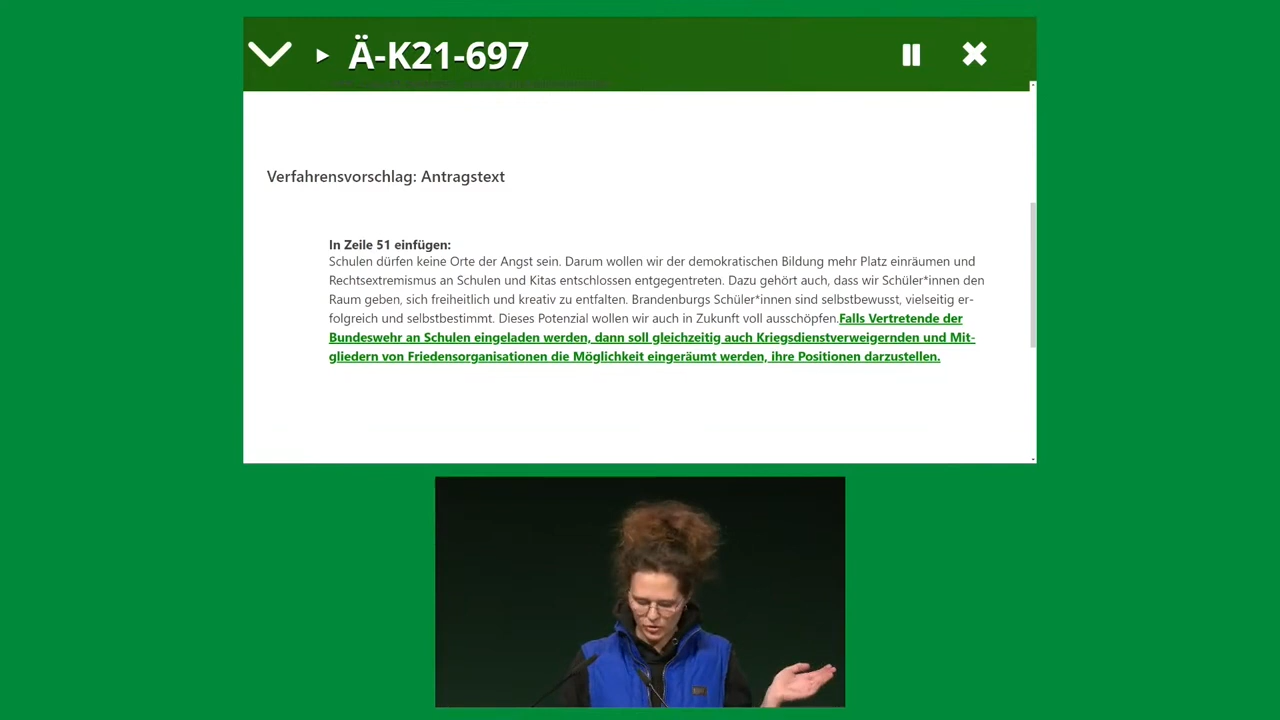 Ä-K21-697
Verfahrensvorschlag: Antragstext
In Zeile 51 einfügen:
Schulen dürfen keine Orte der Angst sein. Darum wollen wir der demokratischen Bildung mehr Platz einräumen und
Rechtsextremismus an Schulen und Kitas entschlossen entgegentreten. Dazu gehört auch, dass wir Schüler*innen den
Raum geben, sich freiheitlich und kreativ zu entfalten. Brandenburgs Schüler*innen sind selbstbewusst, vielseitig er-
folgreich und selbstbestimmt. Dieses Potenzial wollen wir auch in Zukunft voll ausschöpfen.Falls Vertretende der
Bundeswehr an Schulen eingeladen werden, dann soll gleichzeitig auch Kriegsdienstverweigernden und Mit-
gliedern von Friedensorganisationen die Möglichkeit eingeräumt werden, ihre Positionen darzustellen.